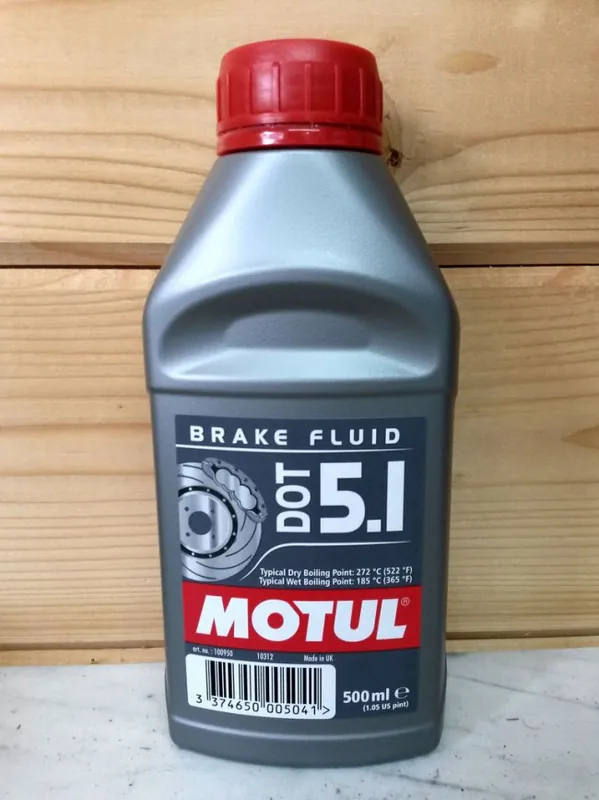 BRAKE FLUID
DOT 5.1
Typical Dry Boiling Point: 272 °C (522 °F)
Typical Wet Boiling Point: 185 °C (365 °F)
MOTUL®
art. no. : 100950 10312 Made in UK
3 374650 005041 >
500 ml ℮
(1.05 US pint)